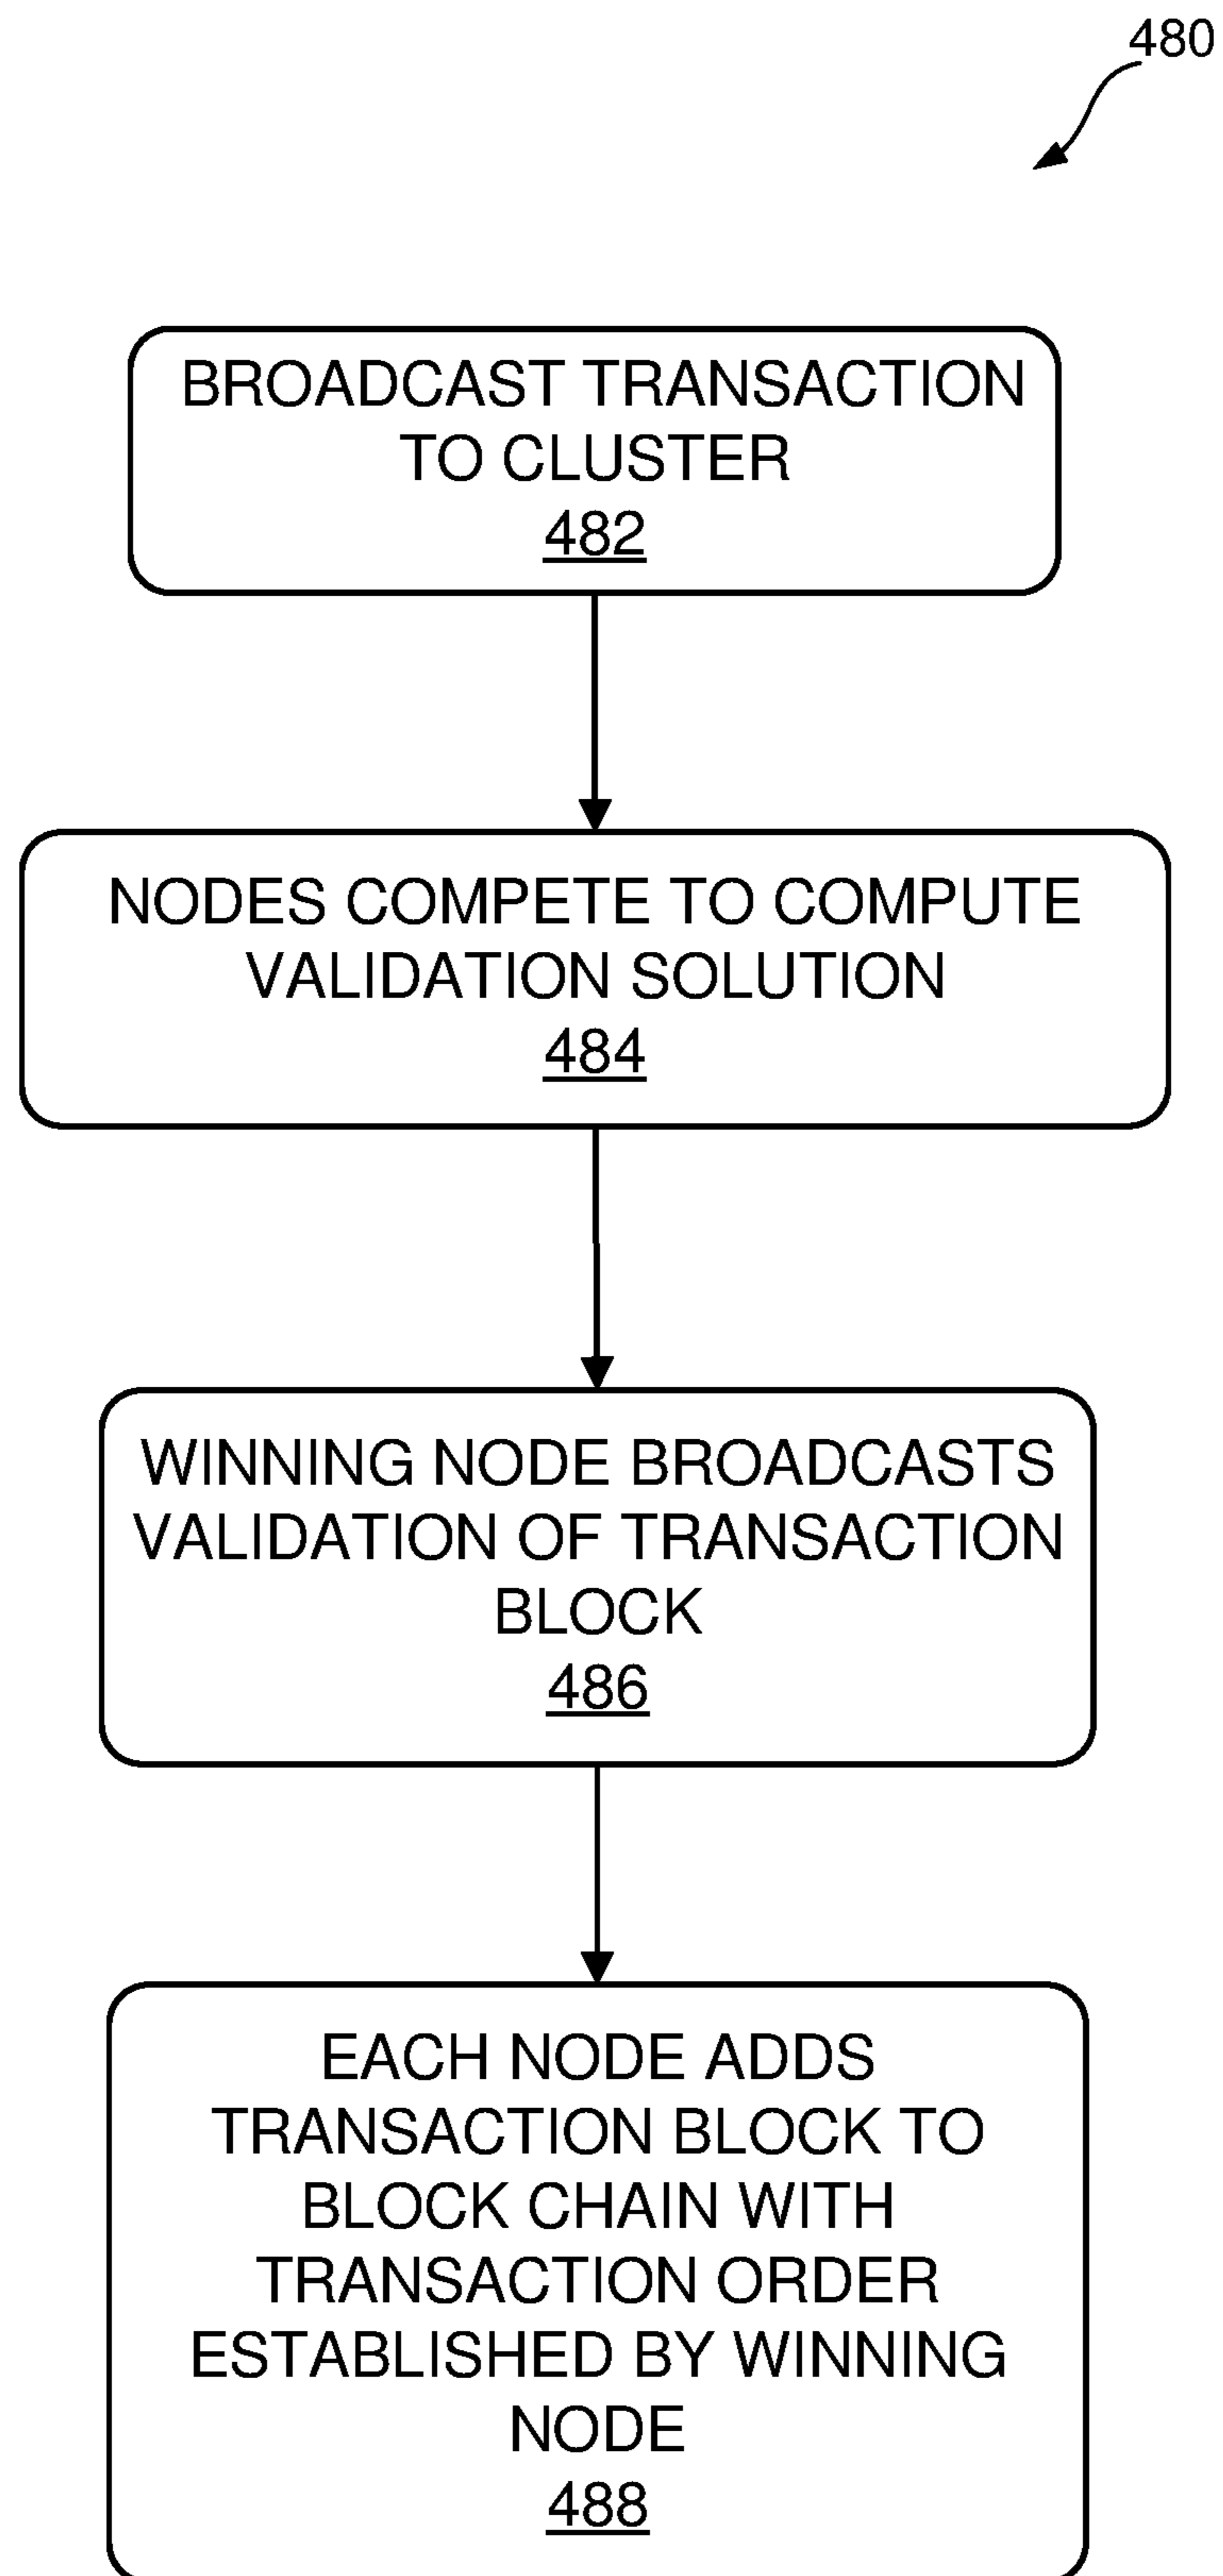 480
BROADCAST TRANSACTION
TO CLUSTER
482
NODES COMPETE TO COMPUTE
VALIDATION SOLUTION
484
WINNING NODE BROADCASTS
VALIDATION OF TRANSACTION
BLOCK
486
EACH NODE ADDS
TRANSACTION BLOCK TO
BLOCK CHAIN WITH
TRANSACTION ORDER
ESTABLISHED BY WINNING
NODE
488